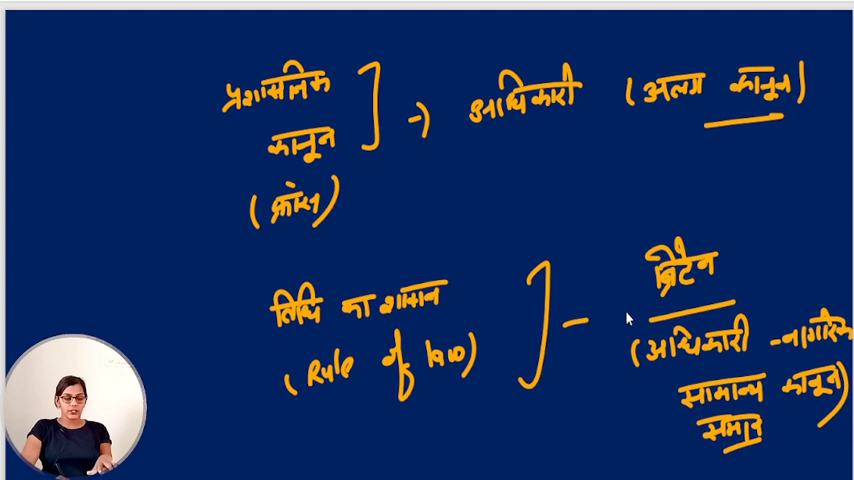 प्रशासनिक
कानून → अधिकारी (अलग कानून)
(फ्रांस)
विधि का शासन
(Rule of law) - ब्रिटेन
(अधिकारी - नागरिक
सामान्य कानून)
समान